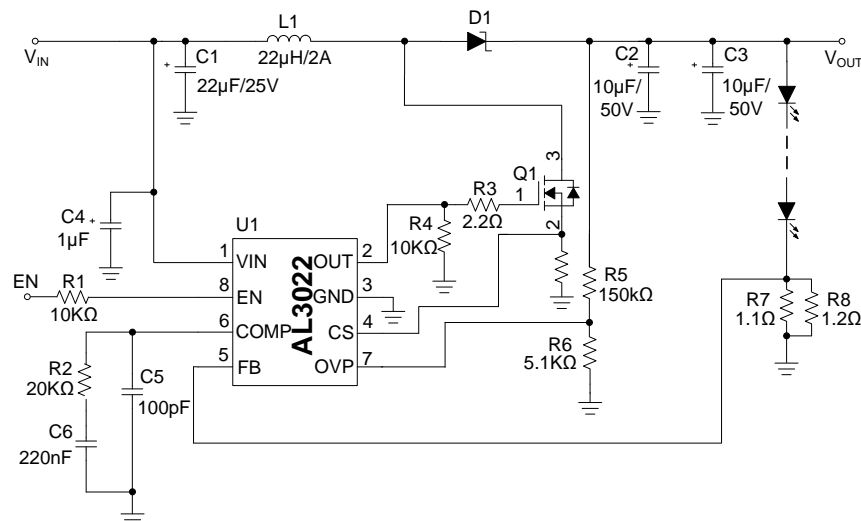 L1
22µH/2A
D1
VIN
VOUT
C1
22µF/25V
C2
10µF/
50V
C3
10µF/
50V
C4
1µF
U1
AL3022
1
VIN
OUT
2
8
EN
GND
3
6
COMP
CS
4
5
FB
OVP
7
EN
R1
10KΩ
R2
20KΩ
C5
100pF
C6
220nF
R4
10KΩ
R3
2.2Ω
Q1
1
3
2
R5
150kΩ
R6
5.1KΩ
R7
1.1Ω
R8
1.2Ω